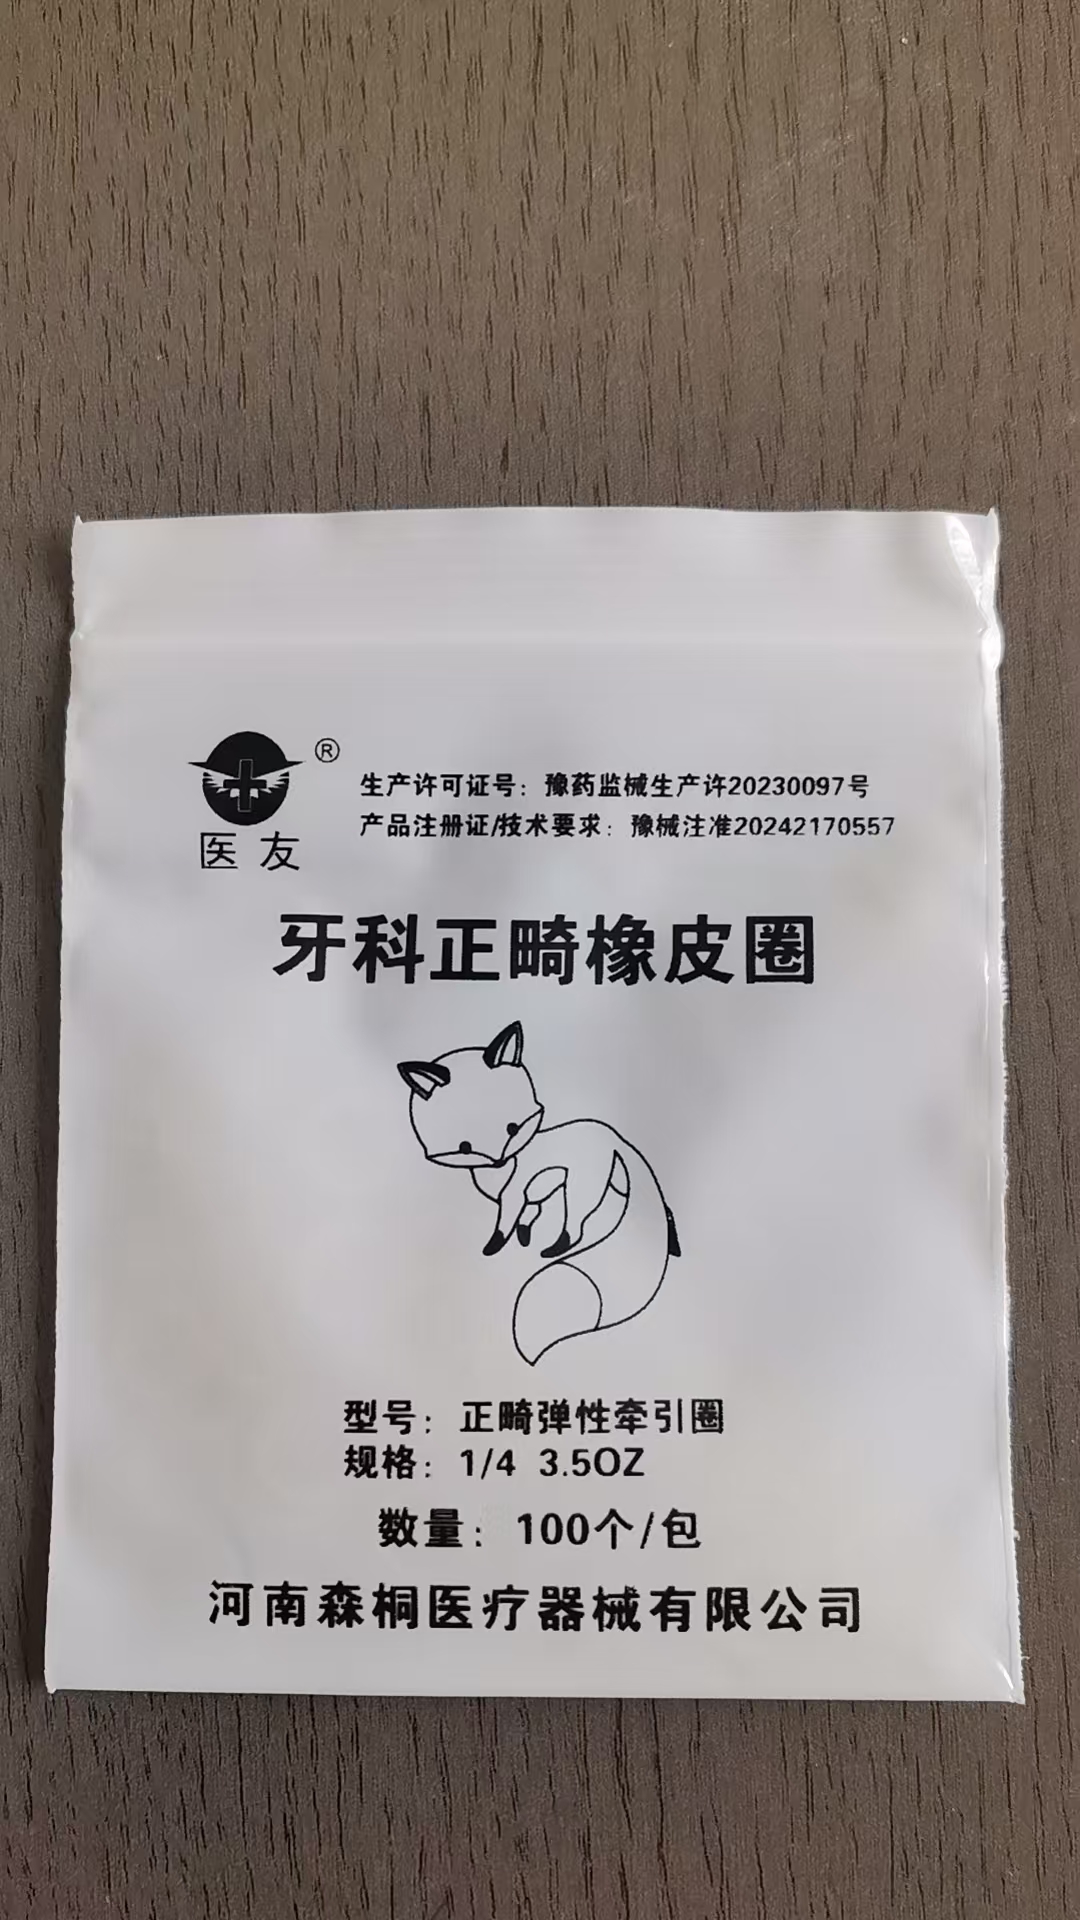 ®
医友
生产许可证号：豫药监械生产许20230097号
产品注册证/技术要求：豫械注准20242170557
牙科正畸橡皮圈
型号：正畸弹性牵引圈
规格：1/4 3.5OZ
数量：100个/包
河南森桐医疗器械有限公司